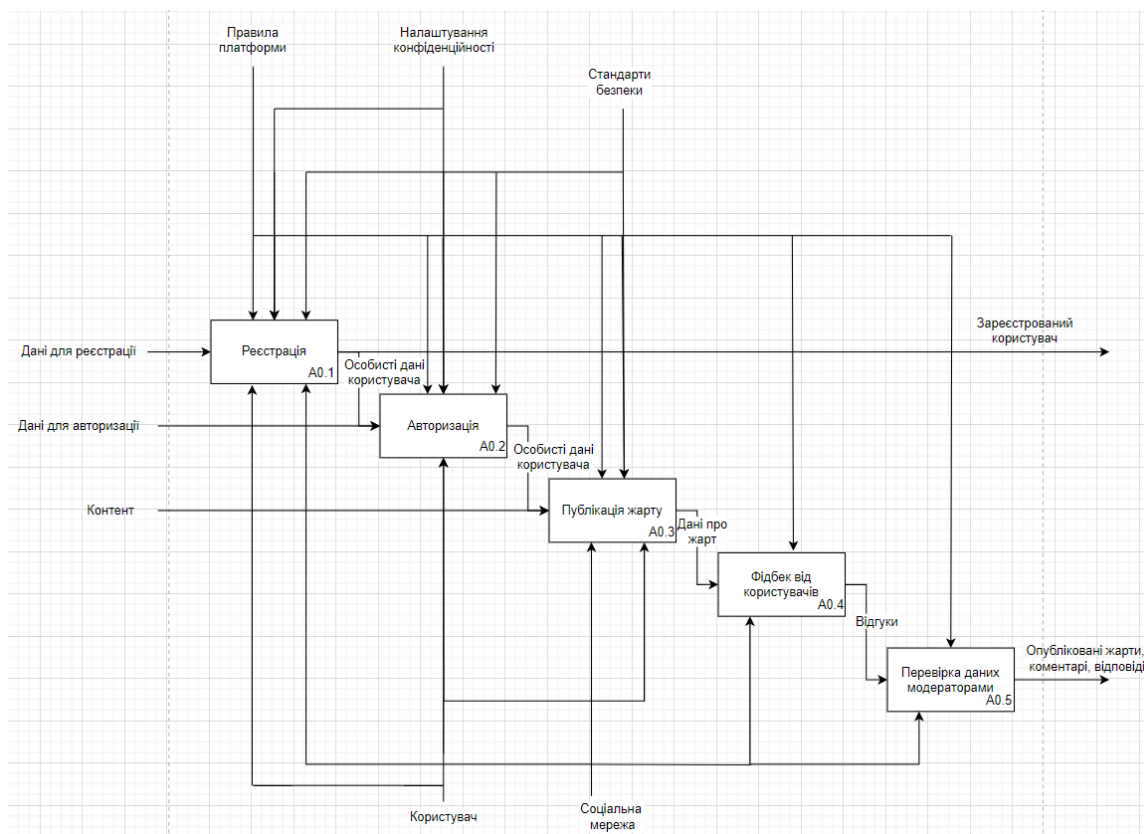 Правила
платформи
Налаштування
конфіденційності
Стандарти
безпеки
Дані для реєстрації
Реєстрація
A0.1
Зареєстрований
користувач
Особисті дані
користувача
Дані для авторизації
Авторизація
A0.2
Особисті дані
користувача
Контент
Публікація жарту
A0.3
Дані про
жарт
Фідбек від
користувачів
A0.4
Відгуки
Перевірка даних
модераторами
A0.5
Опубліковані жарти,
коментарі, відповіді
Користувач
Соціальна
мережа